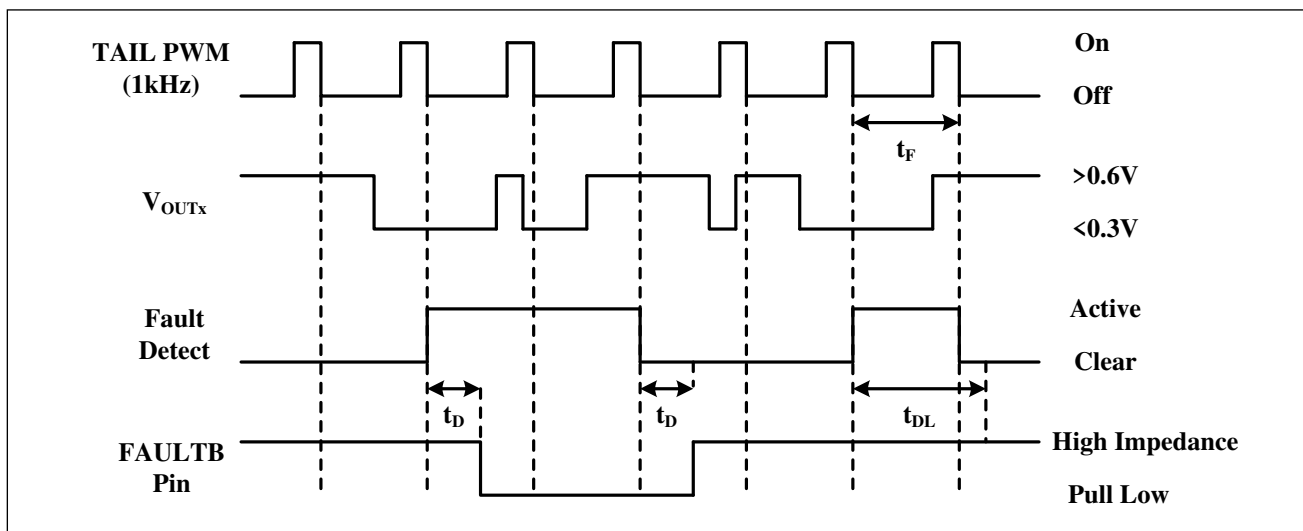 TAIL PWM
(1kHz)
On
Off
tF
VOUTx
>0.6V
<0.3V
Fault
Detect
Active
Clear
tD
tD
tDL
FAULTB
Pin
High Impedance
Pull Low